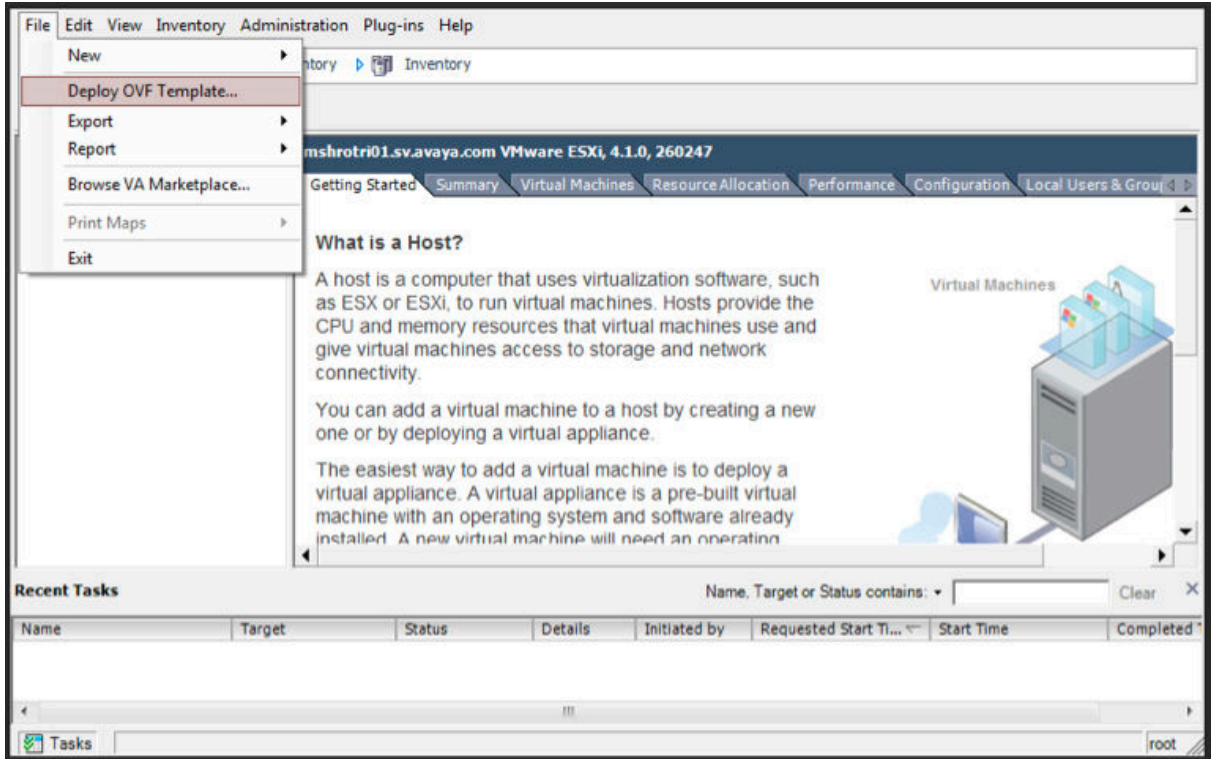 File Edit View Inventory Administration Plug-ins Help
New
ntory Inventory
Deploy OVF Template...
Export
Report
mshrotri01.sv.avaya.com VMware ESXi, 4.1.0, 260247
Browse VA Marketplace...
Getting Started Summary Virtual Machines Resource Allocation Performance Configuration Local Users & Group
Print Maps
Exit
What is a Host?
A host is a computer that uses virtualization software, such
as ESX or ESXi, to run virtual machines. Hosts provide the
CPU and memory resources that virtual machines use and
give virtual machines access to storage and network
connectivity.
You can add a virtual machine to a host by creating a new
one or by deploying a virtual appliance.
The easiest way to add a virtual machine is to deploy a
virtual appliance. A virtual appliance is a pre-built virtual
machine with an operating system and software already
installed. A new virtual machine will need an operating
Virtual Machines
Recent Tasks
Name, Target or Status contains:
Clear
Name Target Status Details Initiated by Requested Start Ti... Start Time Completed T
Tasks
root